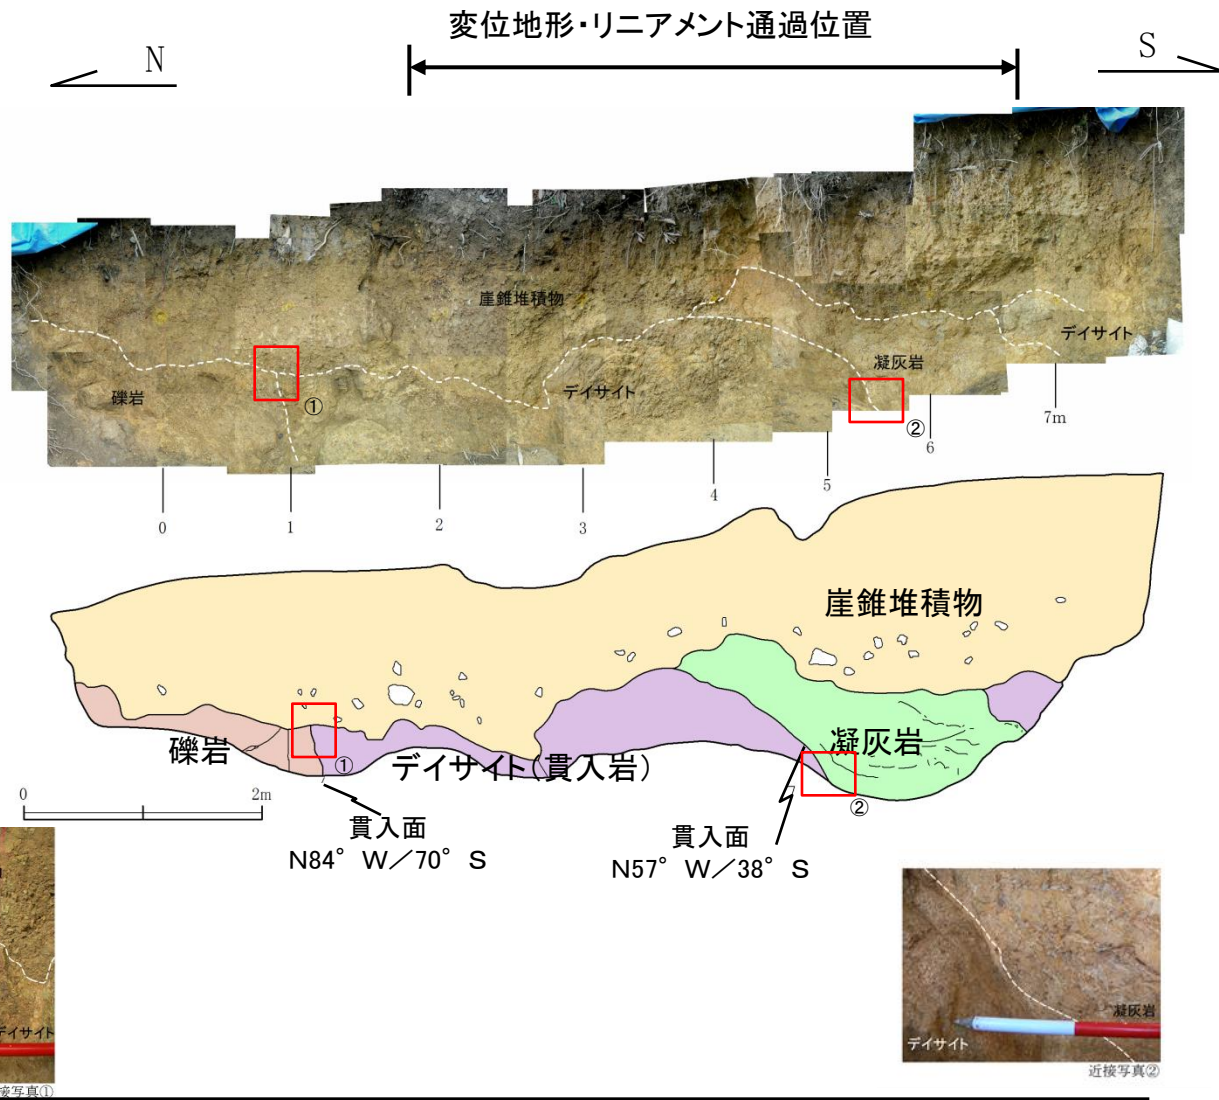 変位地形・リニアメント通過位置
N
S
崖錐堆積物
デイサイト
凝灰岩
デイサイト
礫岩
①
②
7m
6
5
4
3
2
1
0
崖錐堆積物
凝灰岩
礫岩
①
デイサイト(貫入岩)
②
0
2m
貫入面
N84°W/70°S
貫入面
N57°W/38°S
デイサイト
接写真①
凝灰岩
デイサイト
近接写真②